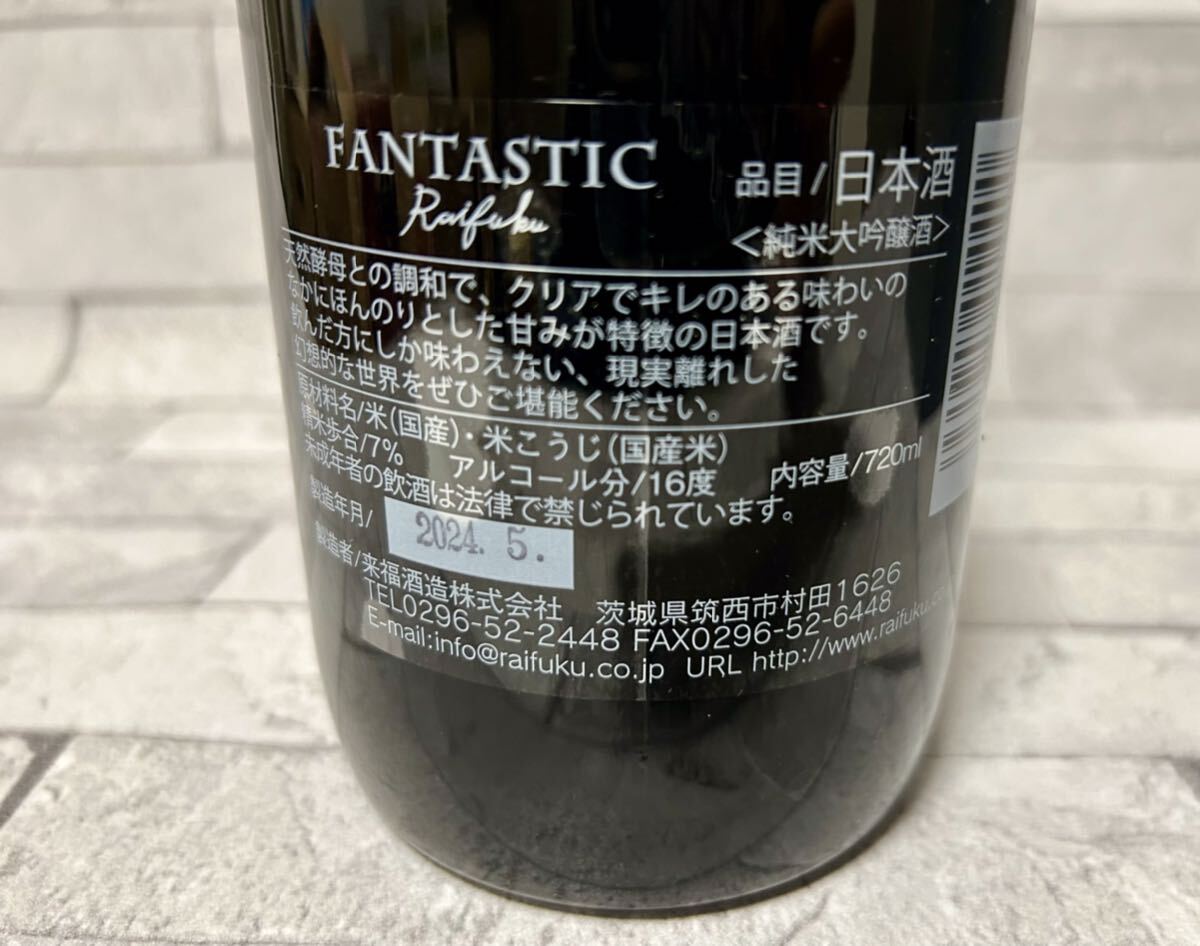 FANTASTIC
Raifuku
品目/日本酒
<純米大吟醸酒>
天然酵母との調和で、クリアでキレのある味わいの
なかにほんのりとした甘みが特徴の日本酒です。
飲んだ方にしか味わえない、現実離れした
幻想的な世界をぜひご堪能ください。
原材料名/米(国産)・米こうじ(国産米)
精米歩合/7% アルコール分/16度 内容量/720ml
未成年者の飲酒は法律で禁じられています。
製造年月/ 2024. 5.
製造者/来福酒造株式会社 茨城県筑西市村田1626
TEL0296-52-2448 FAX0296-52-6448
E-mail:info@raifuku.co.jp URL http://www.raifuku.co